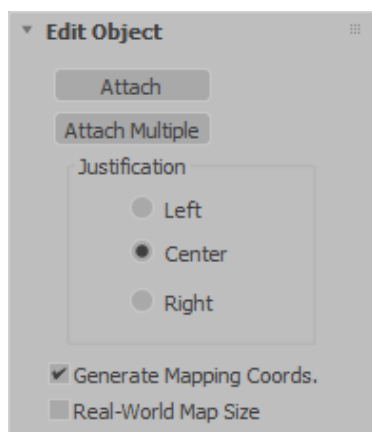 Edit Object
Attach
Attach Multiple
Justification
Left
Center
Right
Generate Mapping Coords.
Real-World Map Size